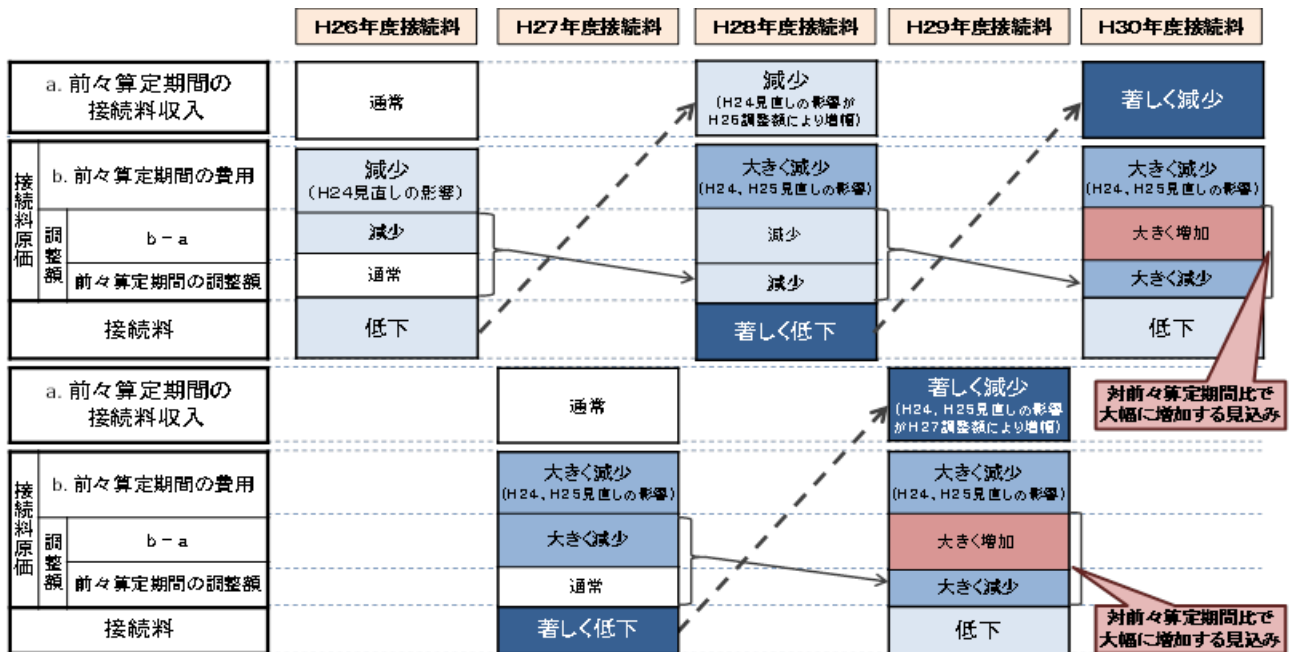 H26年度接続料 H27年度接続料 H28年度接続料 H29年度接続料 H30年度接続料
a. 前々算定期間の
接続料収入
通常
減少
(H24見直しの影響が
H26調整額により増幅)
著しく減少
接続料原価
b. 前々算定期間の費用
減少
(H24見直しの影響)
大きく減少
(H24、H25見直しの影響)
大きく減少
(H24、H25見直しの影響)
調整額
b-a
減少
減少
大きく増加
前々算定期間の調整額
通常
減少
大きく減少
接続料
低下
著しく低下
低下
対前々算定期間比で
大幅に増加する見込み
a. 前々算定期間の
接続料収入
通常
著しく減少
(H24、H25見直しの影響
がH27調整額により増幅)
接続料原価
b. 前々算定期間の費用
大きく減少
(H24、H25見直しの影響)
大きく減少
(H24、H25見直しの影響)
調整額
b-a
大きく減少
大きく増加
前々算定期間の調整額
通常
大きく減少
接続料
著しく低下
低下
対前々算定期間比で
大幅に増加する見込み